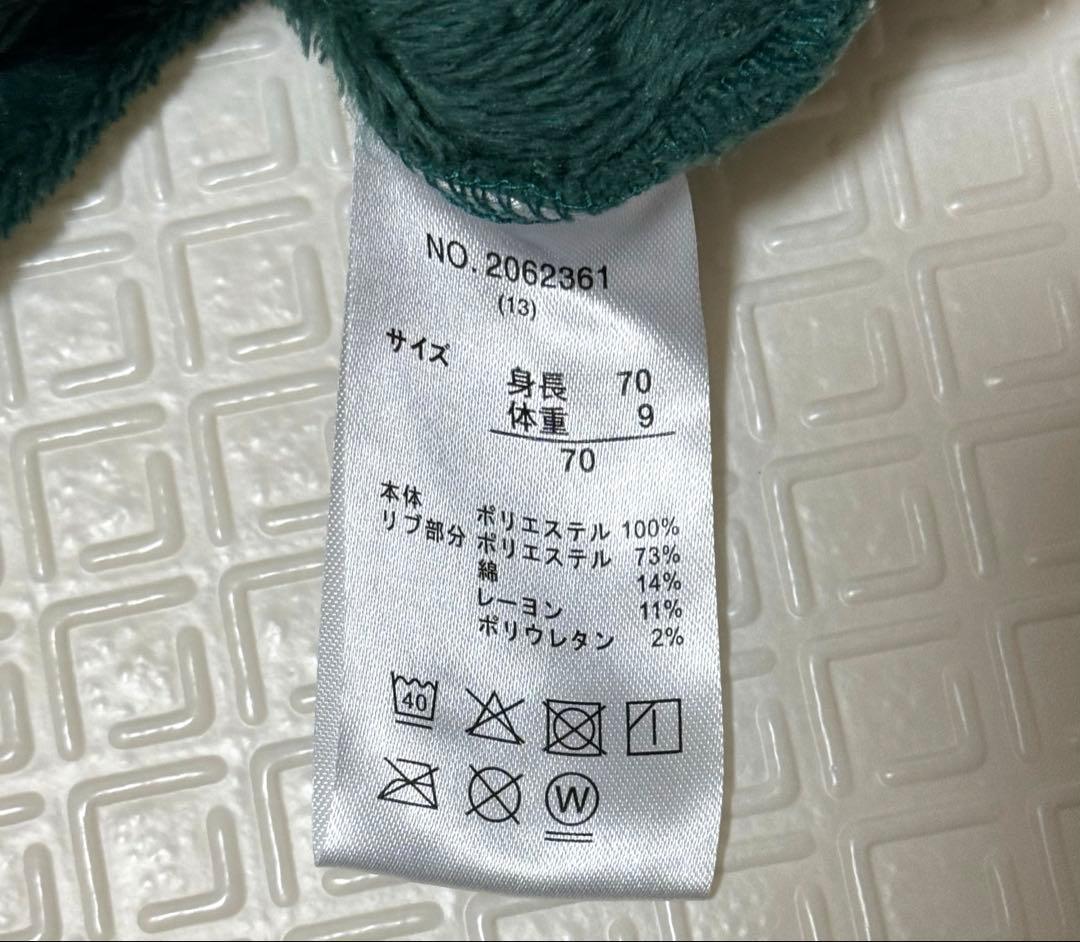 NO. 2062361
(13)
サイズ
身長 70
体重 9
70
本体 ポリエステル 100%
リブ部分 ポリエステル 73%
綿 14%
レーヨン 11%
ポリウレタン 2%
40
W